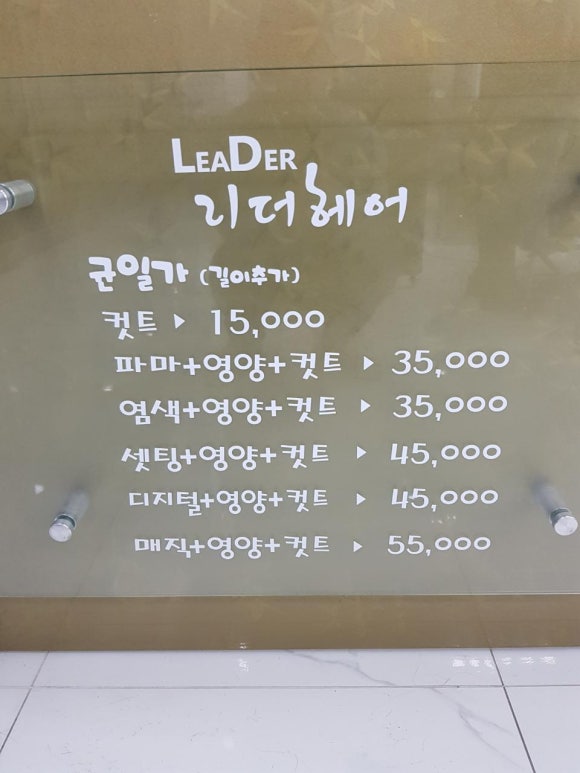 LEADER
리더헤어
균일가 (길이추가)
컷트 ▶ 15,000
파마+영양+컷트 ▶ 35,000
염색+영양+컷트 ▶ 35,000
셋팅+영양+컷트 ▶ 45,000
디지털+영양+컷트 ▶ 45,000
매직+영양+컷트 ▶ 55,000